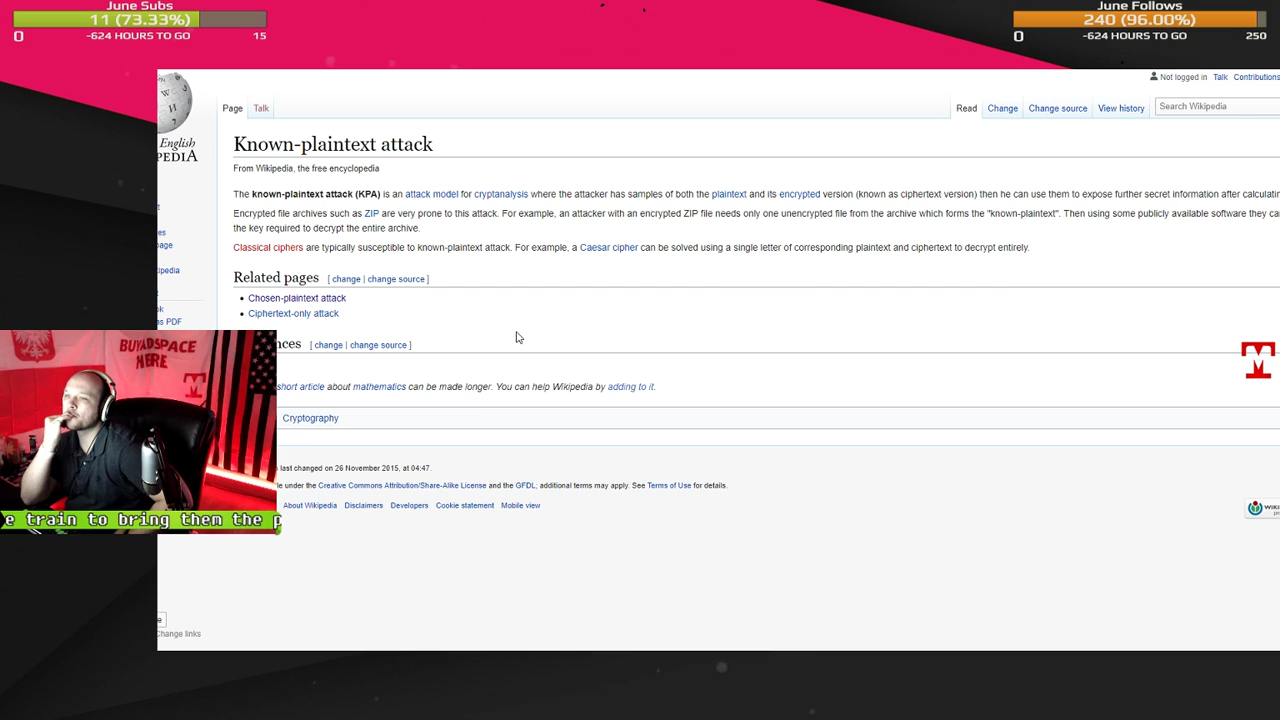 June Subs
11 (73.33%)
0 -624 HOURS TO GO 15
June Follows
240 (96.00%)
0 -624 HOURS TO GO 250
Not logged in Talk Contributions
Page Talk Read Change Change source View history Search Wikipedia
English
PEDIA
Known-plaintext attack
From Wikipedia, the free encyclopedia
The known-plaintext attack (KPA) is an attack model for cryptanalysis where the attacker has samples of both the plaintext and its encrypted version (known as ciphertext version) then he can use them to expose further secret information after calculatin
Encrypted file archives such as ZIP are very prone to this attack. For example, an attacker with an encrypted ZIP file needs only one unencrypted file from the archive which forms the "known-plaintext". Then using some publicly available software they ca
the key required to decrypt the entire archive.
Classical ciphers are typically susceptible to known-plaintext attack. For example, a Caesar cipher can be solved using a single letter of corresponding plaintext and ciphertext to decrypt entirely.
Related pages [ change | change source ]
Chosen-plaintext attack
Ciphertext-only attack
nces [ change | change source ]
short article about mathematics can be made longer. You can help Wikipedia by adding to it.
Cryptography
last changed on 26 November 2015, at 04:47.
le under the Creative Commons Attribution/Share-Alike License and the GFDL; additional terms may apply. See Terms of Use for details.
About Wikipedia Disclaimers Developers Cookie statement Mobile view
WIKI
es
page
ipedia
ok
as PDF
BUY ADSPACE
HERE
e train to bring them the p
Change links